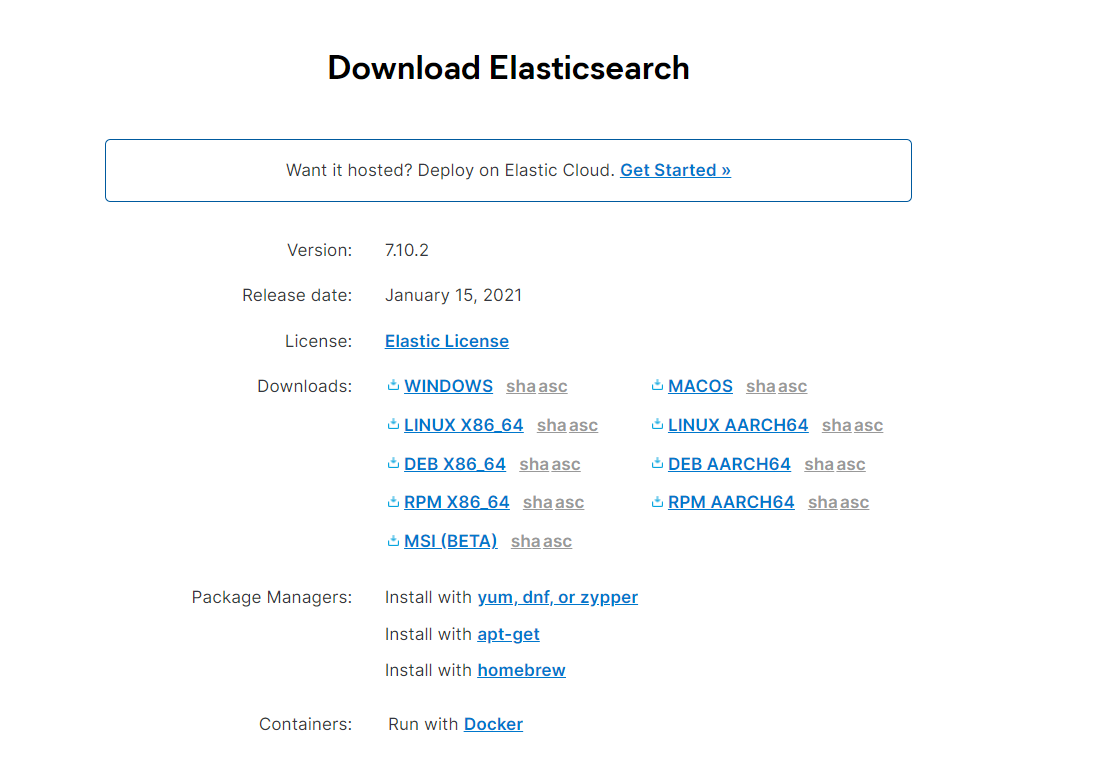 Download Elasticsearch
Want it hosted? Deploy on Elastic Cloud. Get Started »
Version: 7.10.2
Release date: January 15, 2021
License: Elastic License
Downloads: WINDOWS sha asc MACOS sha asc
LINUX X86_64 sha asc LINUX AARCH64 sha asc
DEB X86_64 sha asc DEB AARCH64 sha asc
RPM X86_64 sha asc RPM AARCH64 sha asc
MSI (BETA) sha asc
Package Managers: Install with yum, dnf, or zypper
Install with apt-get
Install with homebrew
Containers: Run with Docker